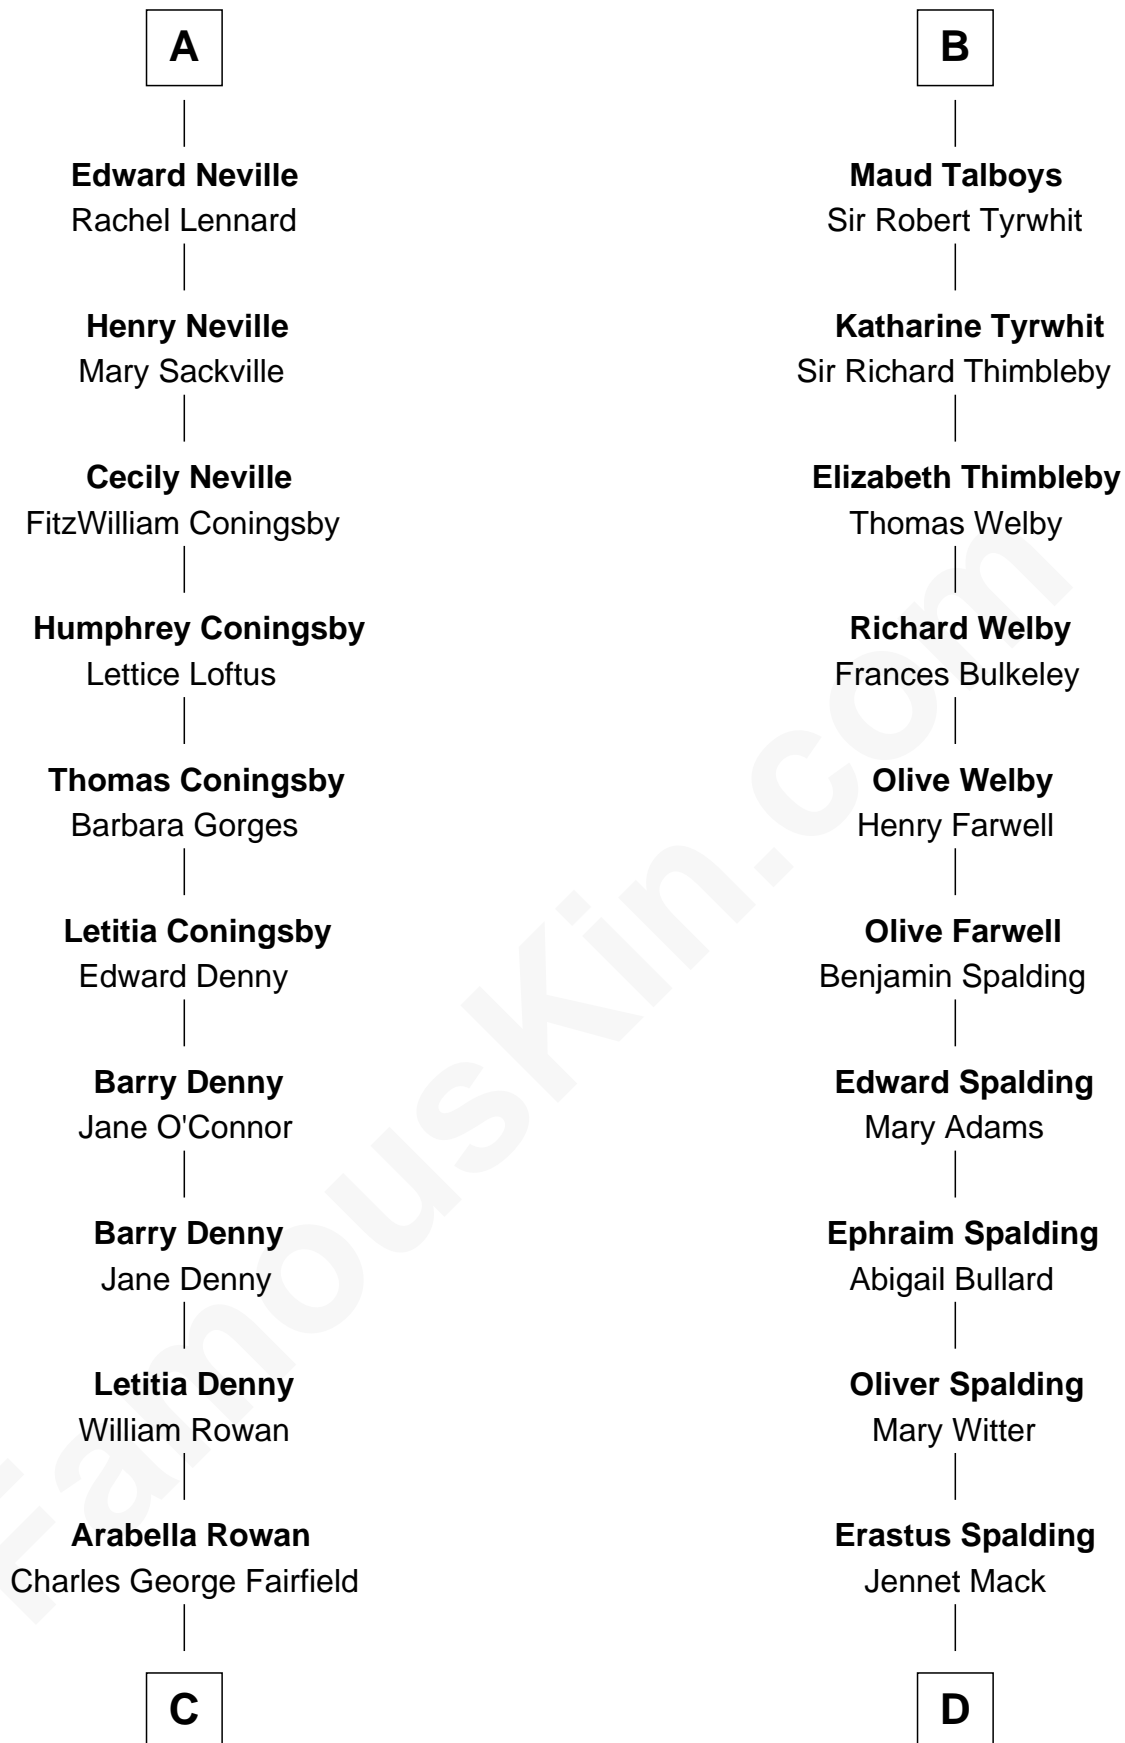 A
Edward Neville
Rachel Lennard
Henry Neville
Mary Sackville
Cecily Neville
FitzWilliam Coningsby
Humphrey Coningsby
Lettice Loftus
Thomas Coningsby
Barbara Gorges
Letitia Coningsby
Edward Denny
Barry Denny
Jane O'Connor
Barry Denny
Jane Denny
Letitia Denny
William Rowan
Arabella Rowan
Charles George Fairfield
C
B
Maud Talboys
Sir Robert Tyrwhit
Katharine Tyrwhit
Sir Richard Thimbleby
Elizabeth Thimbleby
Thomas Welby
Richard Welby
Frances Bulkeley
Olive Welby
Henry Farwell
Olive Farwell
Benjamin Spalding
Edward Spalding
Mary Adams
Ephraim Spalding
Abigail Bullard
Oliver Spalding
Mary Witter
Erastus Spalding
Jennet Mack
D
FamousKin.com